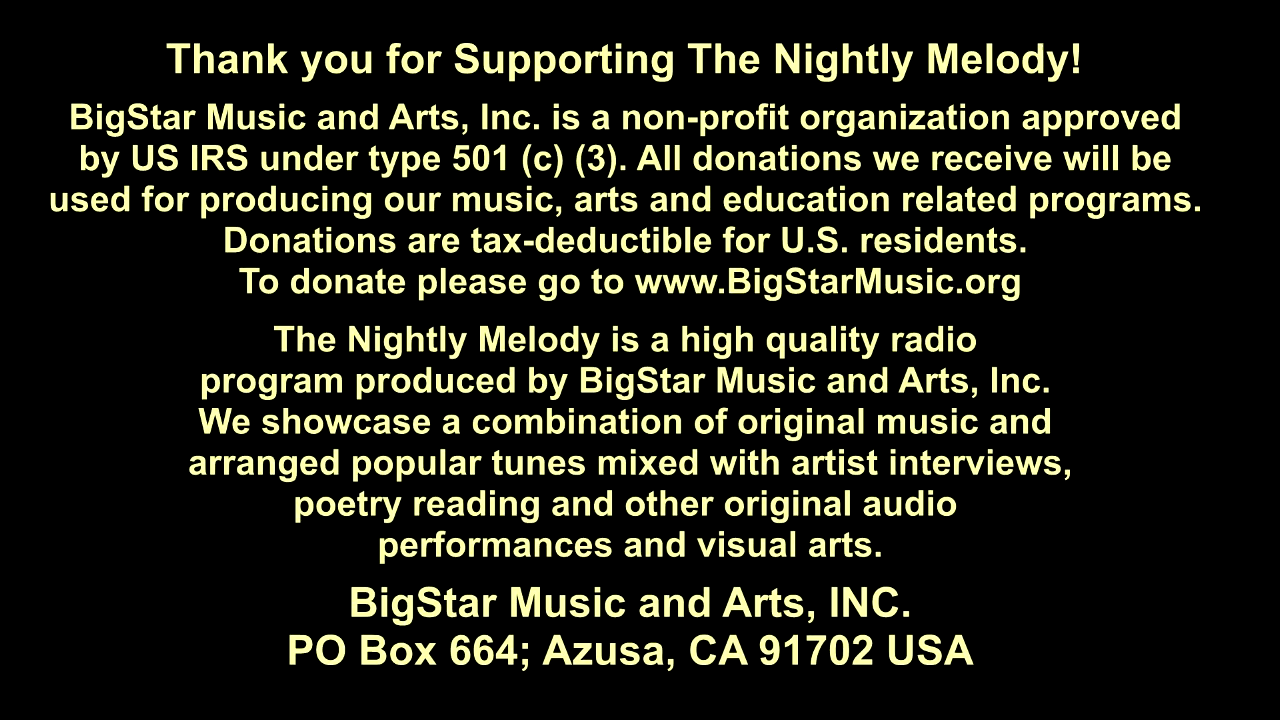 Thank you for Supporting The Nightly Melody!
BigStar Music and Arts, Inc. is a non-profit organization approved
by US IRS under type 501 (c) (3). All donations we receive will be
used for producing our music, arts and education related programs.
Donations are tax-deductible for U.S. residents.
To donate please go to www.BigStarMusic.org
The Nightly Melody is a high quality radio
program produced by BigStar Music and Arts, Inc.
We showcase a combination of original music and
arranged popular tunes mixed with artist interviews,
poetry reading and other original audio
performances and visual arts.
BigStar Music and Arts, INC.
PO Box 664; Azusa, CA 91702 USA